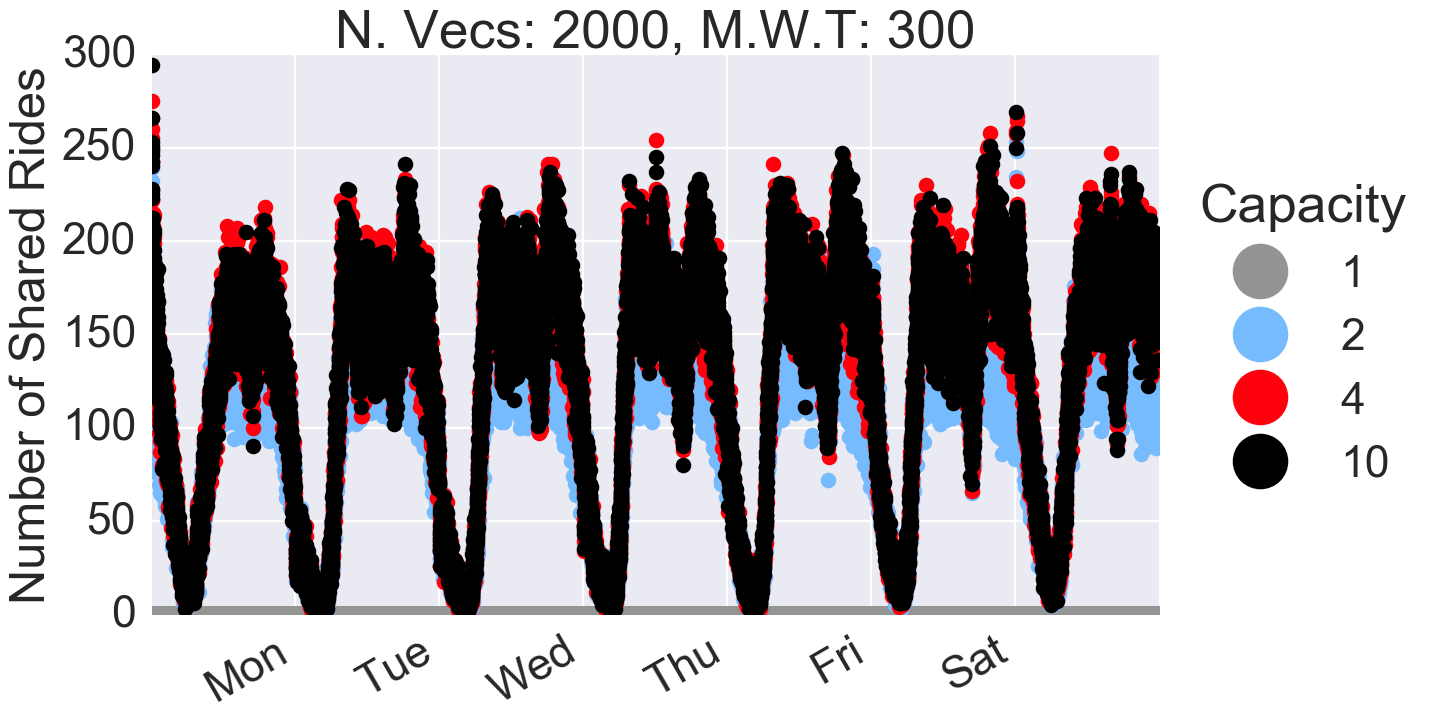 N. Vecs: 2000, M.W.T: 300
Number of Shared Rides
300
250
200
150
100
50
0
Mon
Tue
Wed
Thu
Fri
Sat
Capacity
1
2
4
10